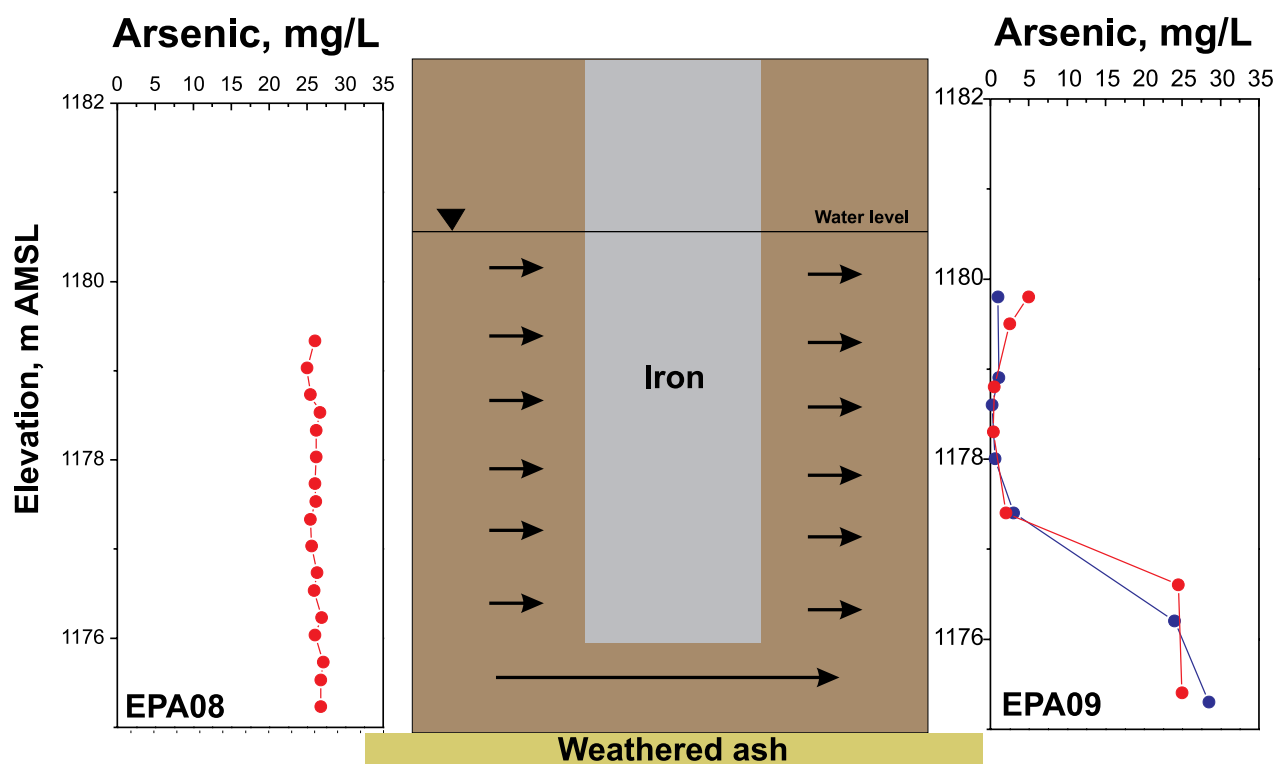 Arsenic, mg/L
0 5 10 15 20 25 30 35
1182
1180
1178
1176
Elevation, m AMSL
EPA08
Water level
Iron
Weathered ash
Arsenic, mg/L
0 5 10 15 20 25 30 35
1182
1180
1178
1176
EPA09